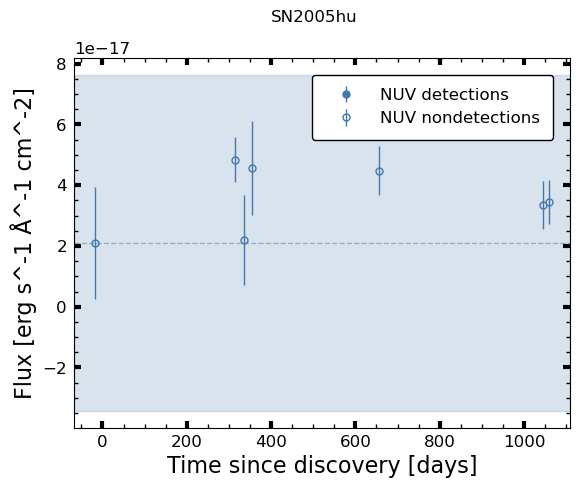 SN2005hu
1e−17
8
6
4
2
0
−2
Flux [erg s^-1 Å^-1 cm^-2]
NUV detections
NUV nondetections
0 200 400 600 800 1000
Time since discovery [days]